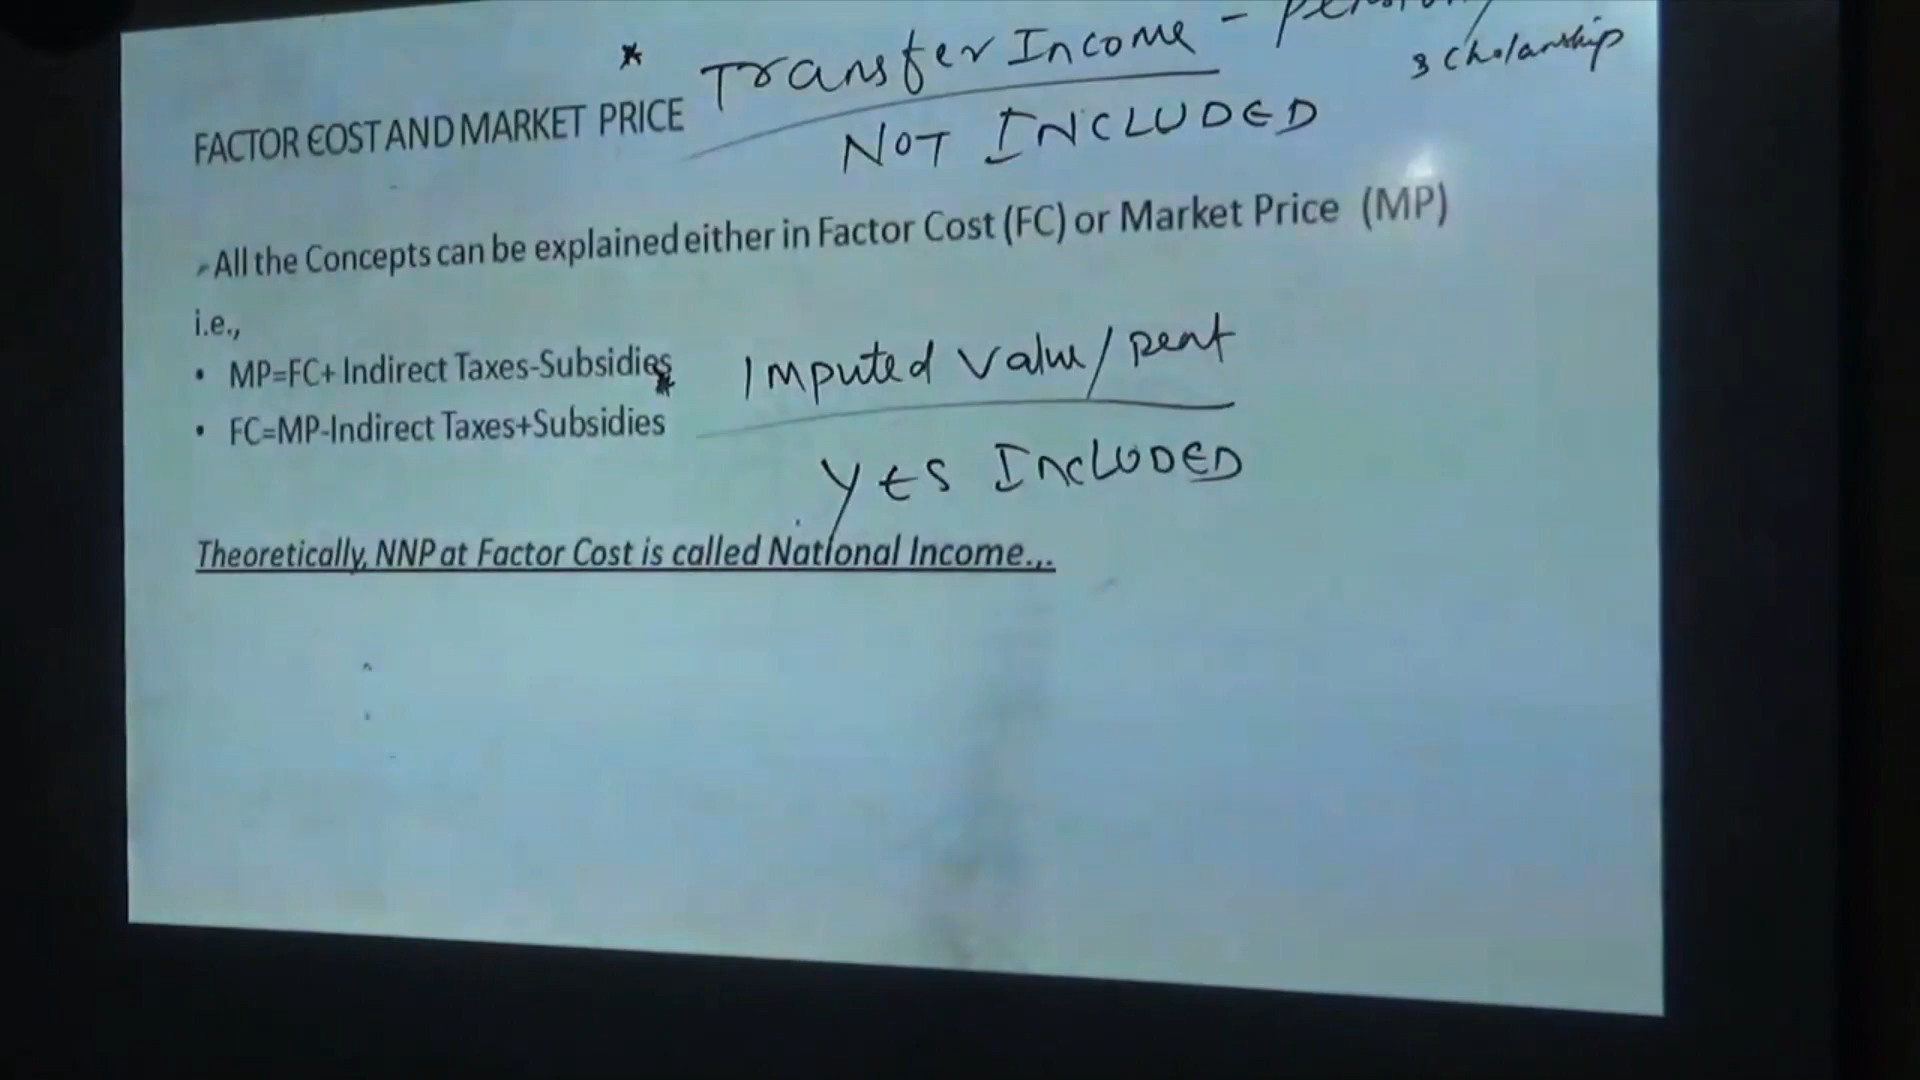 * Transfer Income -
scholarship
FACTOR COST AND MARKET PRICE
NOT INCLUDED
All the Concepts can be explained either in Factor Cost (FC) or Market Price (MP)
i.e.,
• MP=FC+ Indirect Taxes-Subsidies
* Imputed Value/Rent
• FC=MP-Indirect Taxes+Subsidies
YES INCLUDED
Theoretically, NNP at Factor Cost is called National Income...